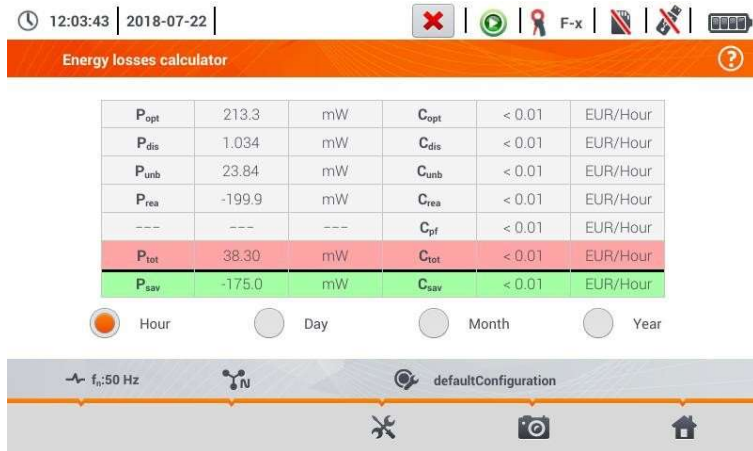 12:03:43 2018-07-22 F-x
Energy losses calculator ?
Popt 213.3 mW Copt < 0.01 EUR/Hour
Pdis 1.034 mW Cdis < 0.01 EUR/Hour
Punb 23.84 mW Cunb < 0.01 EUR/Hour
Prea -199.9 mW Crea < 0.01 EUR/Hour
--- --- --- Cpf < 0.01 EUR/Hour
Ptot 38.30 mW Ctot < 0.01 EUR/Hour
Psav -175.0 mW Csav < 0.01 EUR/Hour
Hour Day Month Year
fn:50 Hz N defaultConfiguration